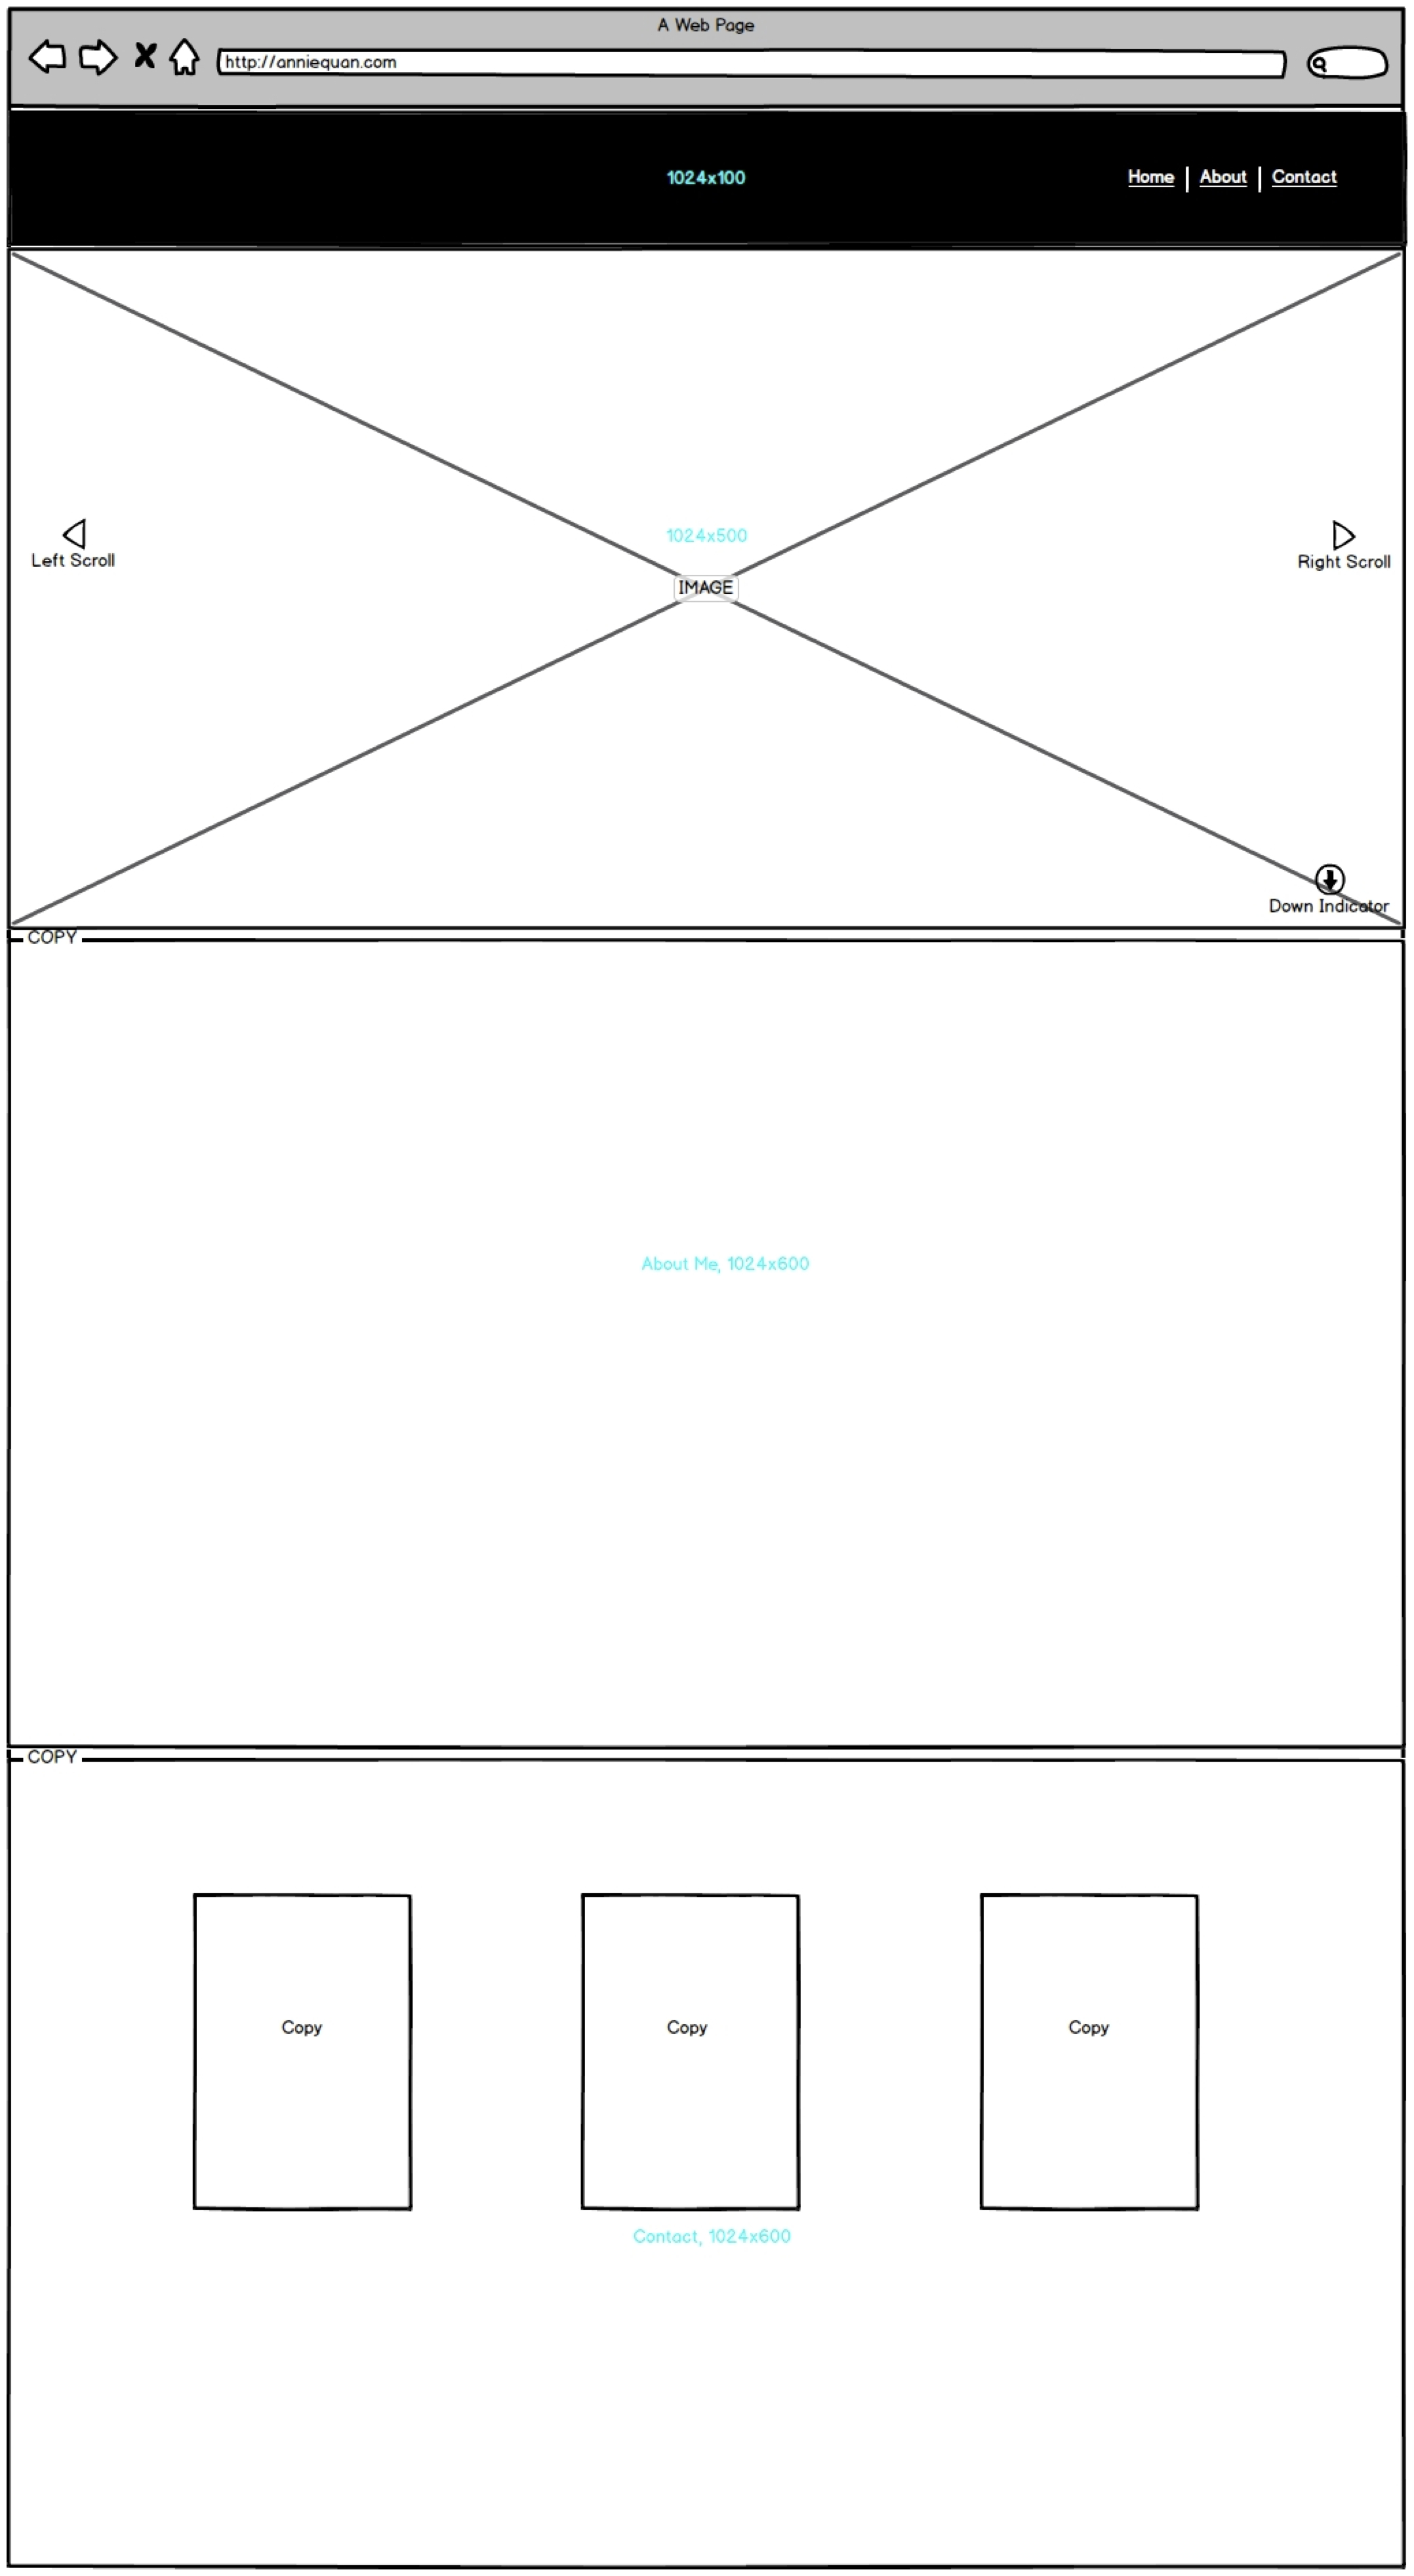 A Web Page
http://anniequan.com
1024x100
Home | About | Contact
1024x500
Left Scroll
Right Scroll
IMAGE
Down Indicator
COPY
About Me, 1024x600
COPY
Copy Copy Copy
Contact, 1024x600